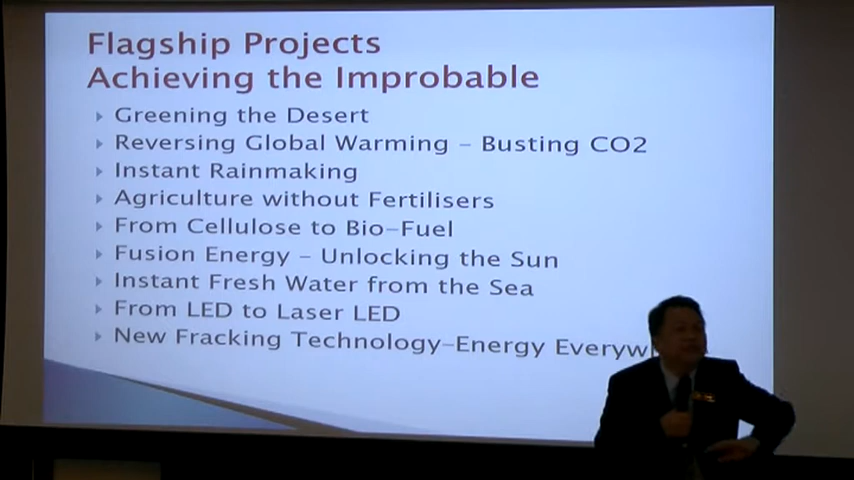 Flagship Projects
Achieving the Improbable
Greening the Desert
Reversing Global Warming – Busting CO2
Instant Rainmaking
Agriculture without Fertilisers
From Cellulose to Bio-Fuel
Fusion Energy – Unlocking the Sun
Instant Fresh Water from the Sea
From LED to Laser LED
New Fracking Technology-Energy Everyw